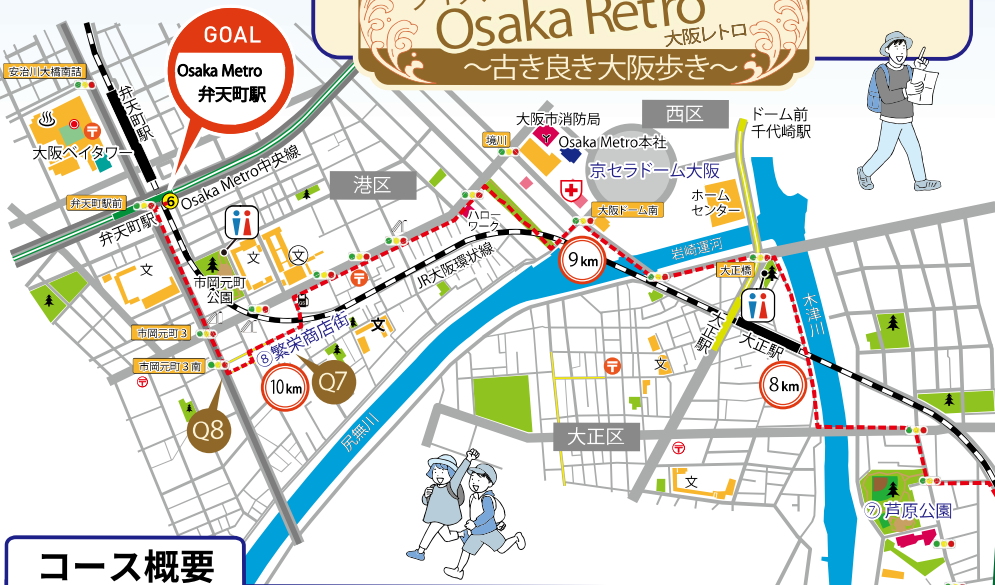 Osaka Retro
大阪レトロ
～古き良き大阪歩き～
GOAL
Osaka Metro
弁天町駅
安治川大橋南詰
弁天町駅
大阪ベイタワー
弁天町駅前
弁天町駅
6
Osaka Metro中央線
港区
西区
大阪市消防局
Osaka Metro本社
境川
京セラドーム大阪
ドーム前
千代崎駅
ホーム
センター
大阪ドーム南
ハロー
ワーク
岩崎運河
大正橋
9 km
JR大阪環状線
木津川
文
文
文
市岡元町
公園
市岡元町3
市岡元町3南
⑧繁栄商店街
文
Q7
10 km
Q8
大正駅
大正駅
8 km
文
尻無川
大正区
文
⑦ 芦原公園
コース概要